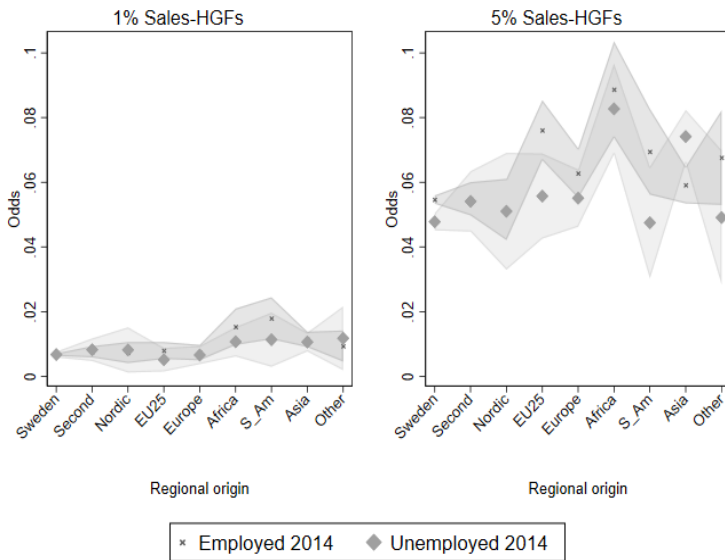 1% Sales-HGFs
Odds
0 .02 .04 .06 .08 .1
Sweden Second Nordic EU25 Europe Africa S_Am Asia Other
Regional origin
5% Sales-HGFs
Odds
0 .02 .04 .06 .08 .1
Sweden Second Nordic EU25 Europe Africa S_Am Asia Other
Regional origin
Employed 2014 Unemployed 2014